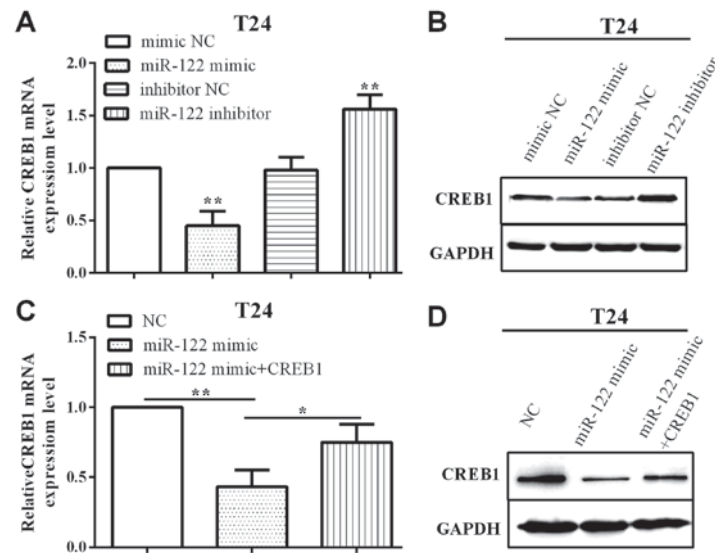 A
T24
mimic NC
miR-122 mimic
inhibitor NC
miR-122 inhibitor
Relative CREB1 mRNA
expressiom level
2.0
1.5
1.0
0.5
0.0
**
**
B
T24
mimic NC
miR-122 mimic
inhibitor NC
miR-122 inhibitor
CREB1
GAPDH
C
T24
NC
miR-122 mimic
miR-122 mimic+CREB1
RelativeCREB1 mRNA
expressiom level
1.5
1.0
0.5
0.0
**
*
D
T24
NC
miR-122 mimic
miR-122 mimic
+CREB1
CREB1
GAPDH